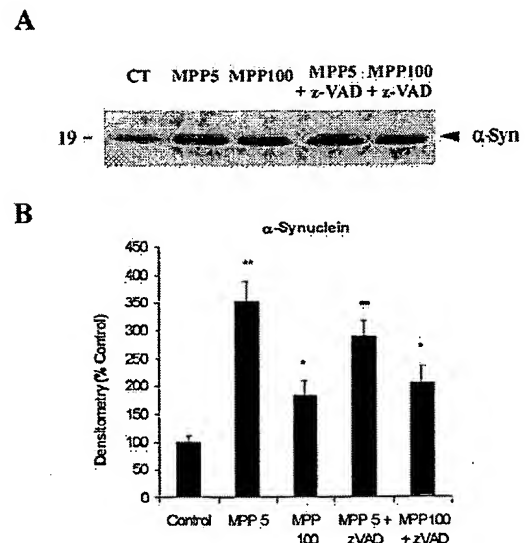 A
CT MPP5 MPP100 MPP5 MPP100
+ z-VAD + z-VAD
19 - α-Syn
B
α-Synuclein
Densitometry (% Control)
450
400
350
300
250
200
150
100
50
0
**
*
**
*
Control MPP 5 MPP 100 MPP 5 + zVAD MPP100 + zVAD